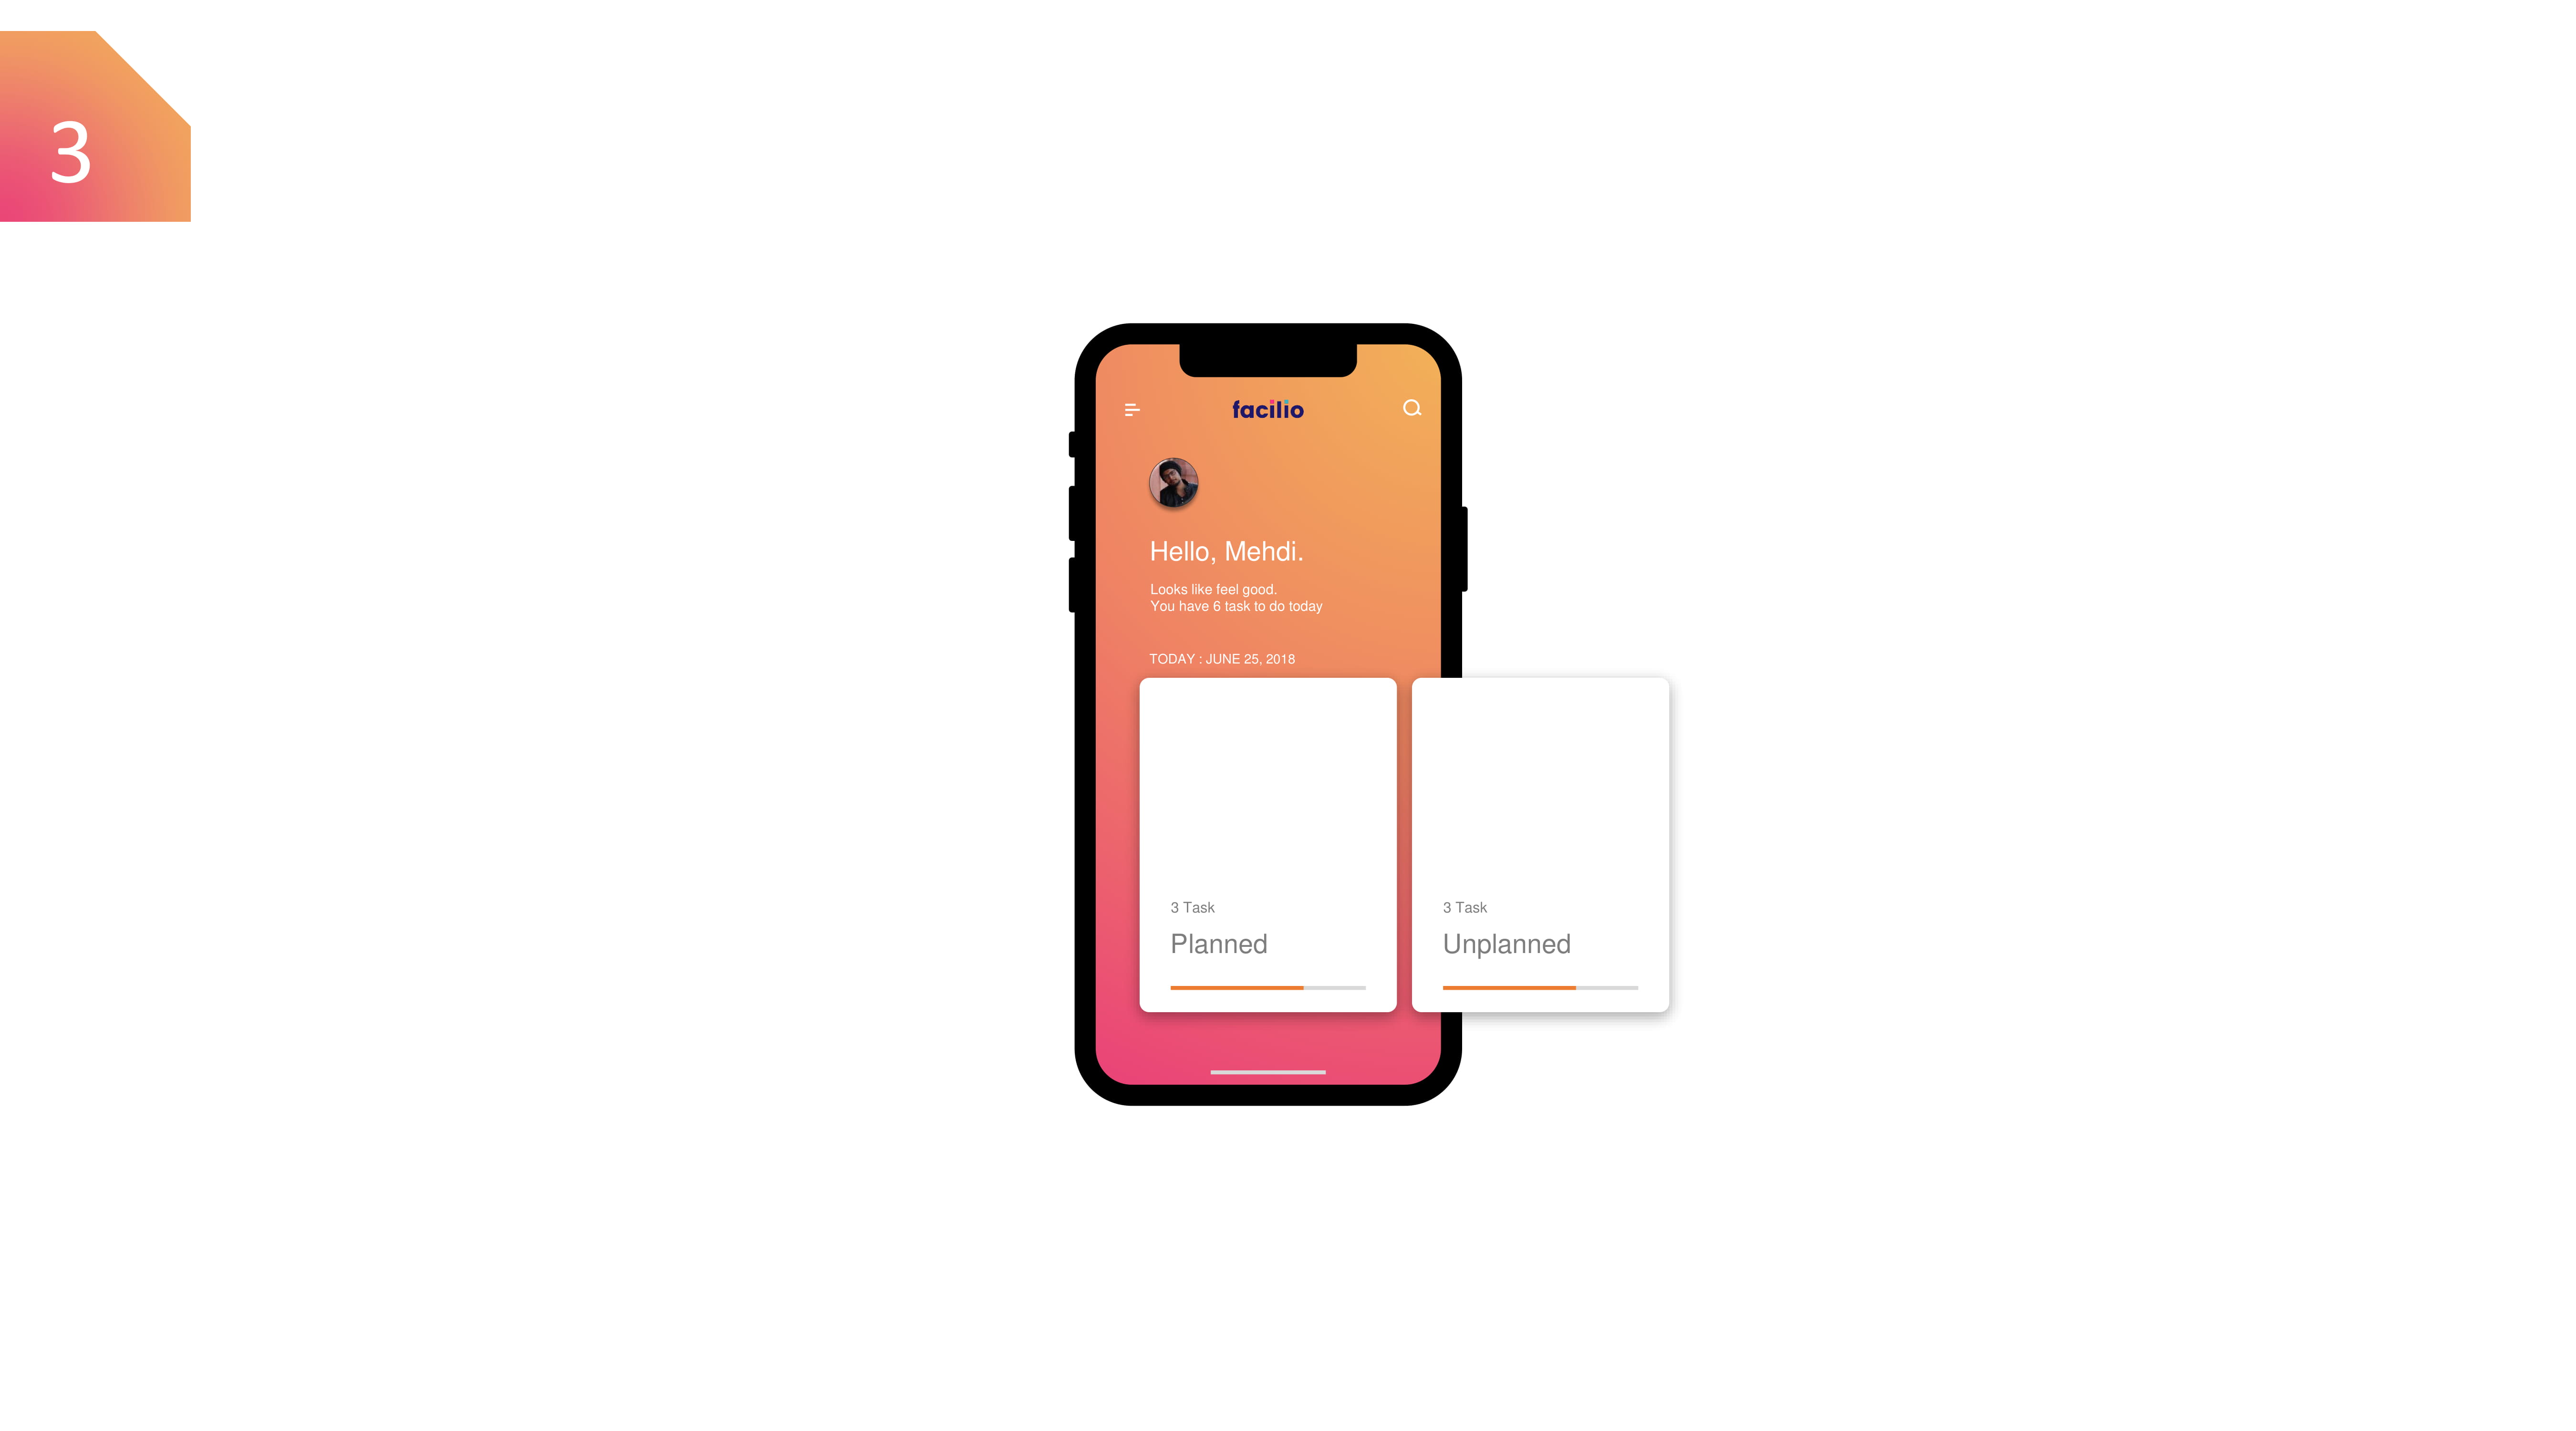 3
facilio
Hello, Mehdi.
Looks like feel good.
You have 6 task to do today
TODAY : JUNE 25, 2018
3 Task
Planned
3 Task
Unplanned